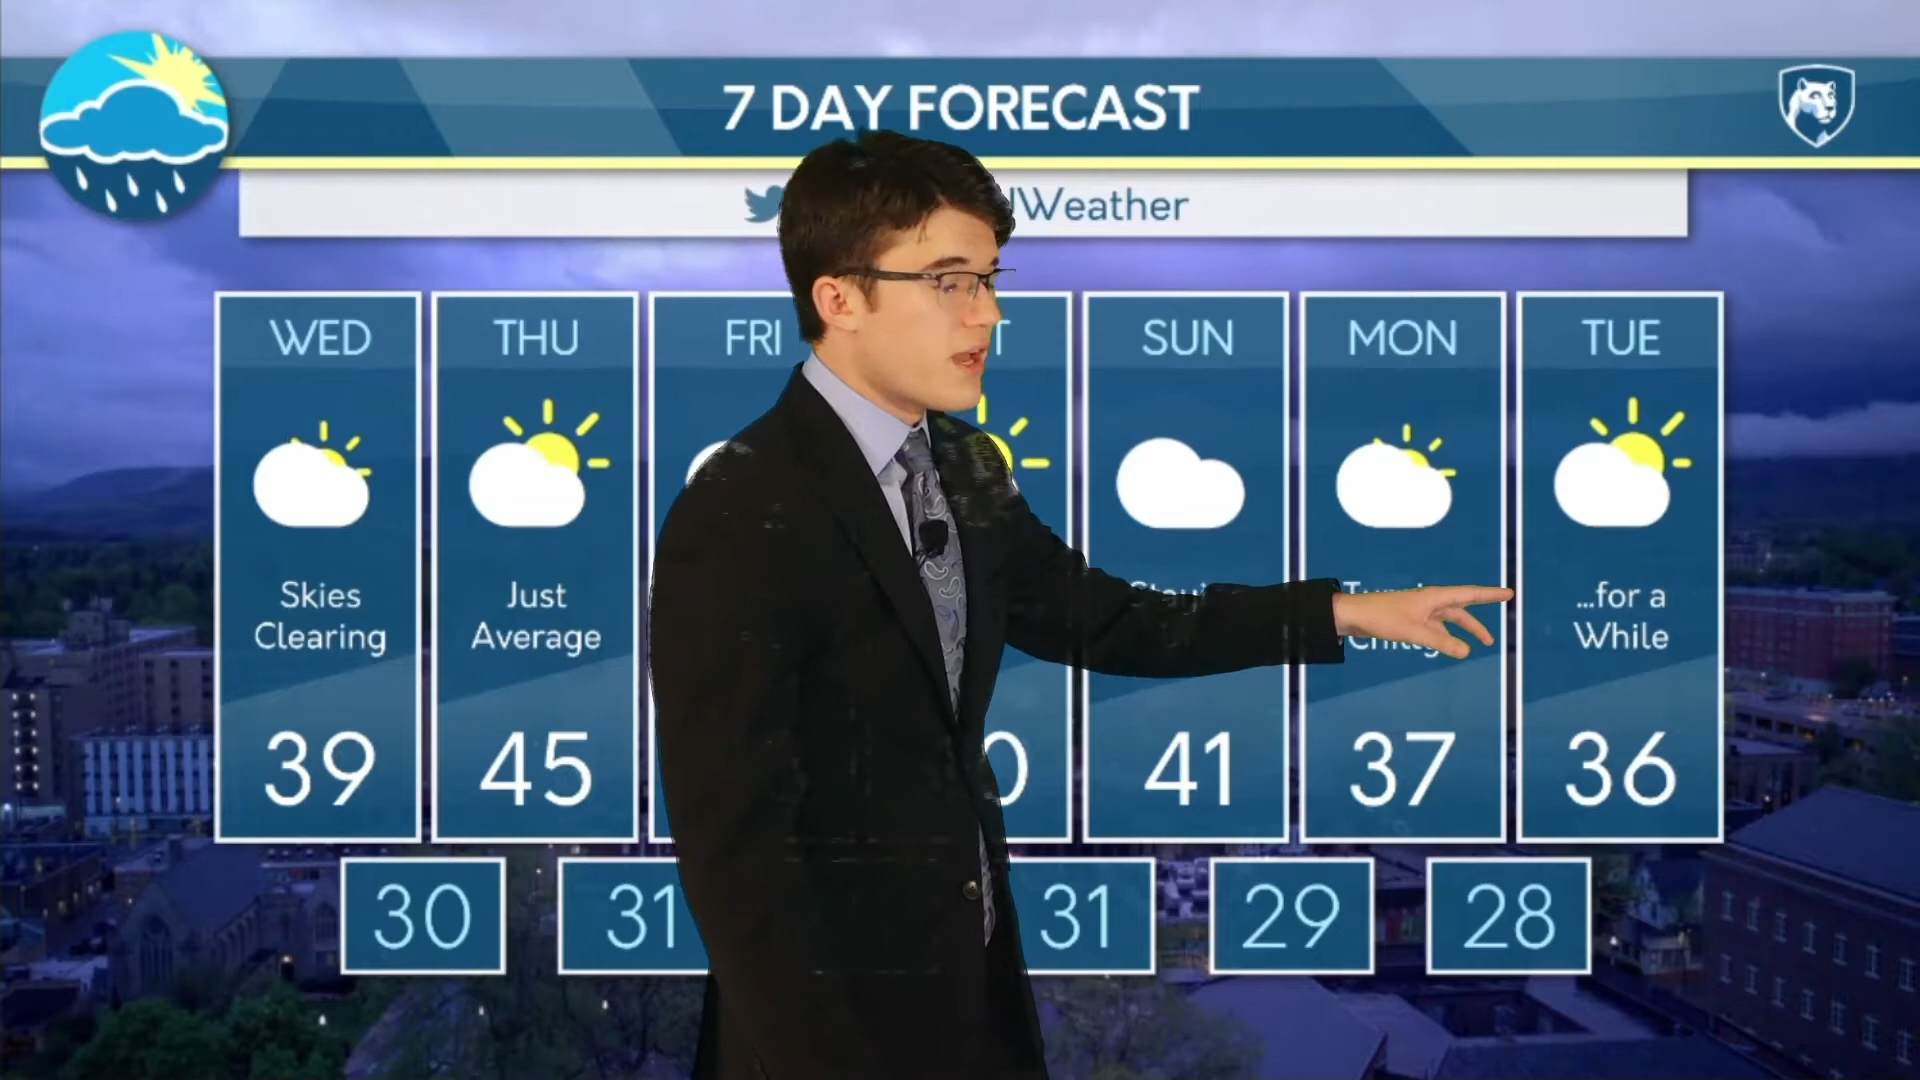 7 DAY FORECAST
Weather
WED
THU
FRI
SUN
MON
TUE
Skies
Clearing
Just
Average
...for a
While
39
45
41
37
36
30
31
31
29
28